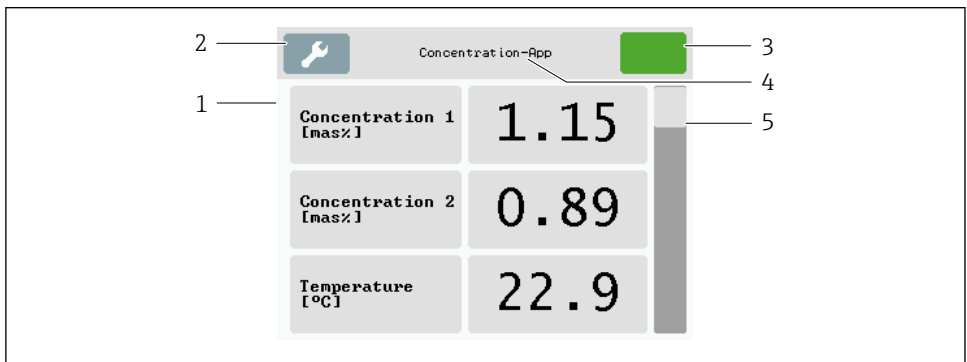 2
Concentration-App
3
4
1
Concentration 1
[mas%]
1.15
5
Concentration 2
[mas%]
0.89
Temperature
[ºC]
22.9